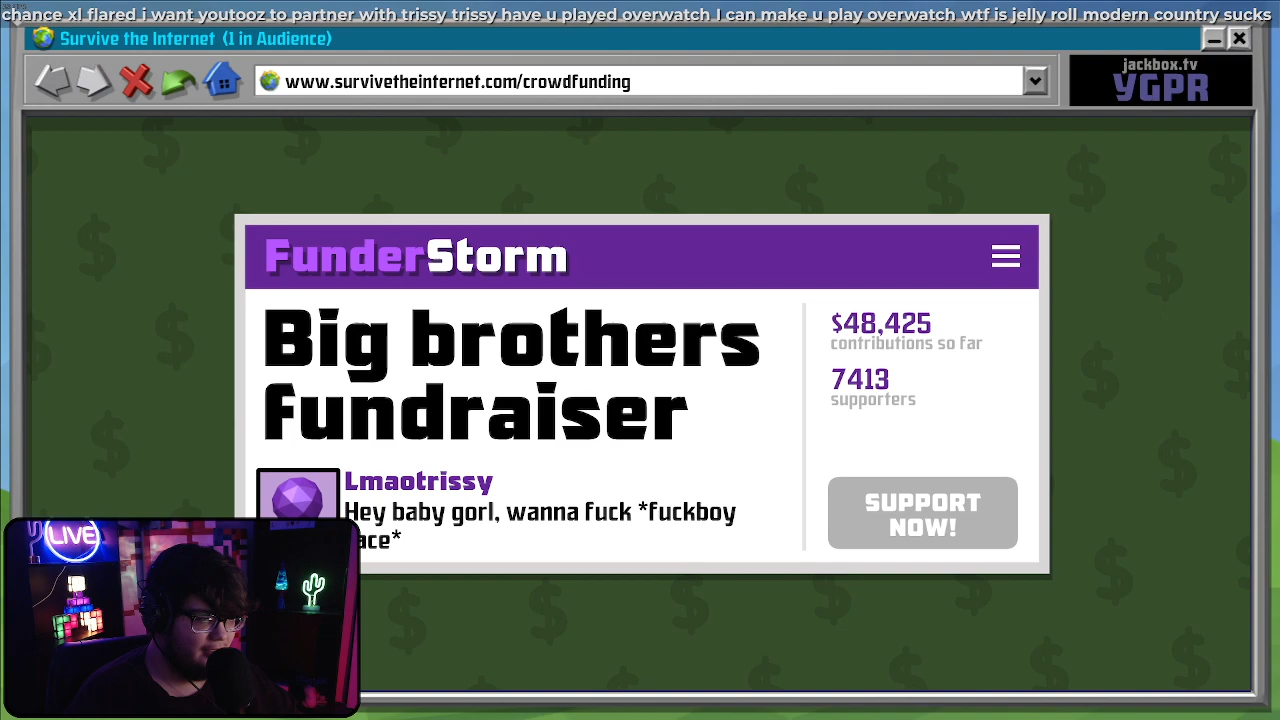 chance xl flared i want youtooz to partner with trissy trissy have u played overwatch I can make u play overwatch wtf is jelly roll modern country sucks
Survive the Internet (1 in Audience)
www.survivetheinternet.com/crowdfunding
jackbox.tv
YGPR
FunderStorm
Big brothers
fundraiser
$48,425
contributions so far
7413
supporters
Lmaotrissy
Hey baby gorl, wanna fuck *fuckboy
ace*
SUPPORT
NOW!
LIVE